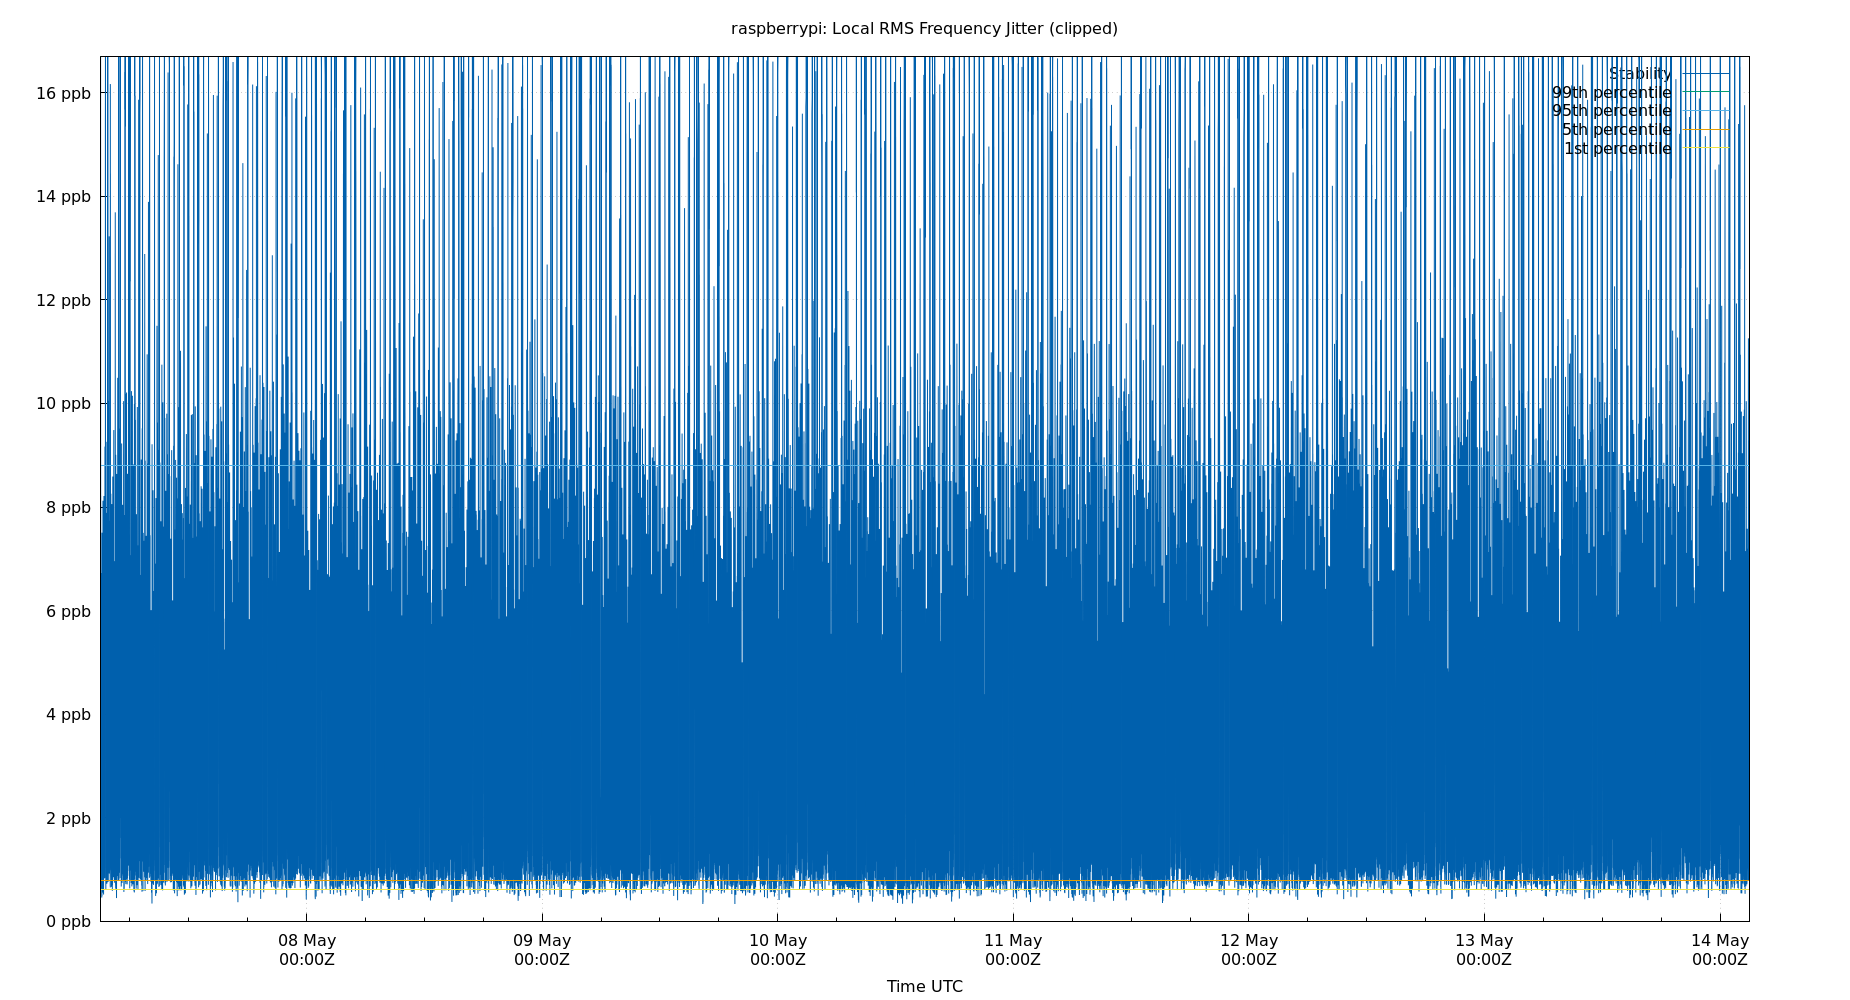 raspberrypi: Local RMS Frequency Jitter (clipped)
Stability
99th percentile
95th percentile
5th percentile
1st percentile
16 ppb
14 ppb
12 ppb
10 ppb
8 ppb
6 ppb
4 ppb
2 ppb
0 ppb
08 May 09 May 10 May 11 May 12 May 13 May 14 May
00:00Z 00:00Z 00:00Z 00:00Z 00:00Z 00:00Z 00:00Z
Time UTC